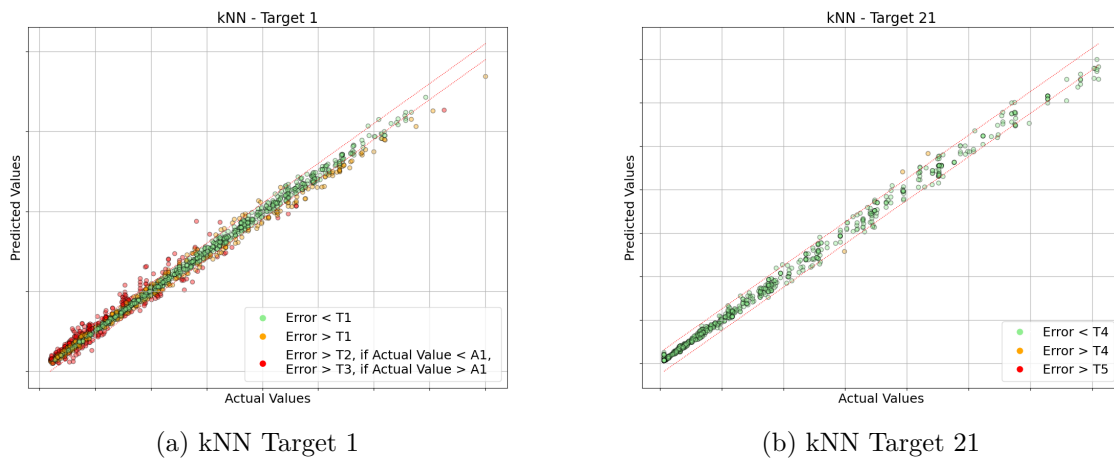 kNN - Target 1
Predicted Values
Error < T1
Error > T1
Error > T2, if Actual Value < A1,
Error > T3, if Actual Value > A1
Actual Values
(a) kNN Target 1
kNN - Target 21
Predicted Values
Error < T4
Error > T4
Error > T5
Actual Values
(b) kNN Target 21